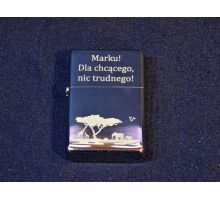 Marku!
Dla chcącego,
nic trudnego!